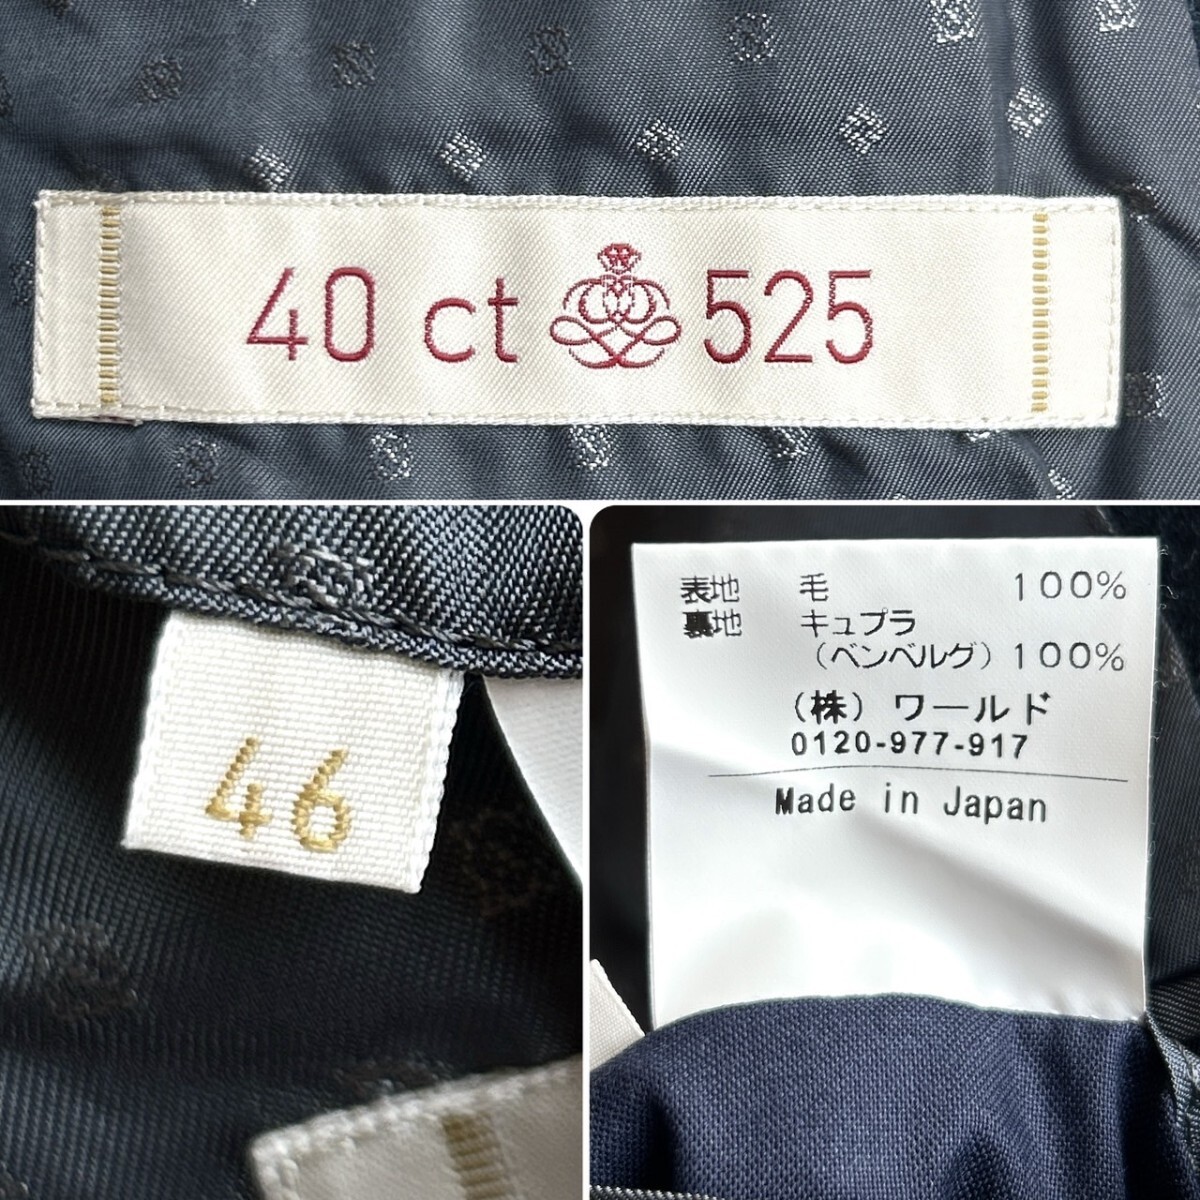 40 ct 525
46
表地 毛 100%
裏地 キュプラ
(ベンベルグ) 100%
(株) ワールド
0120-977-917
Made in Japan